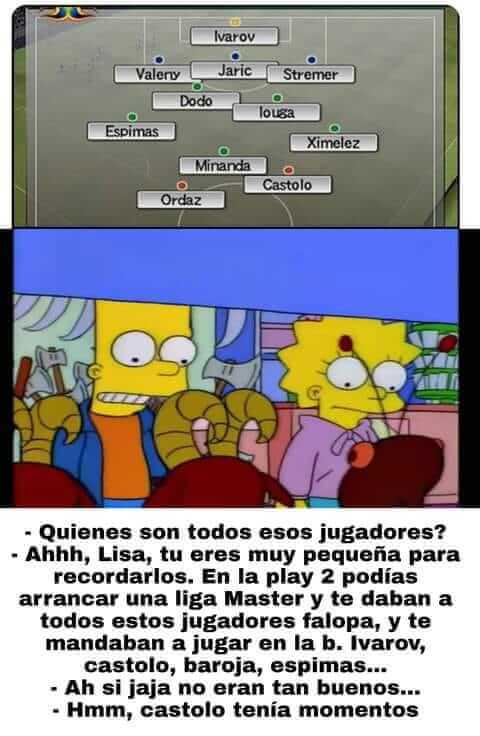 Ivarov
Valeny Jaric Stremer
Dodo Iouga
Espimas Ximelez
Minanda Castolo
Ordaz
- Quienes son todos esos jugadores?
- Ahhh, Lisa, tu eres muy pequeña para
recordarlos. En la play 2 podías
arrancar una liga Master y te daban a
todos estos jugadores falopa, y te
mandaban a jugar en la b. Ivarov,
castolo, baroja, espimas...
- Ah si jaja no eran tan buenos...
- Hmm, castolo tenía momentos